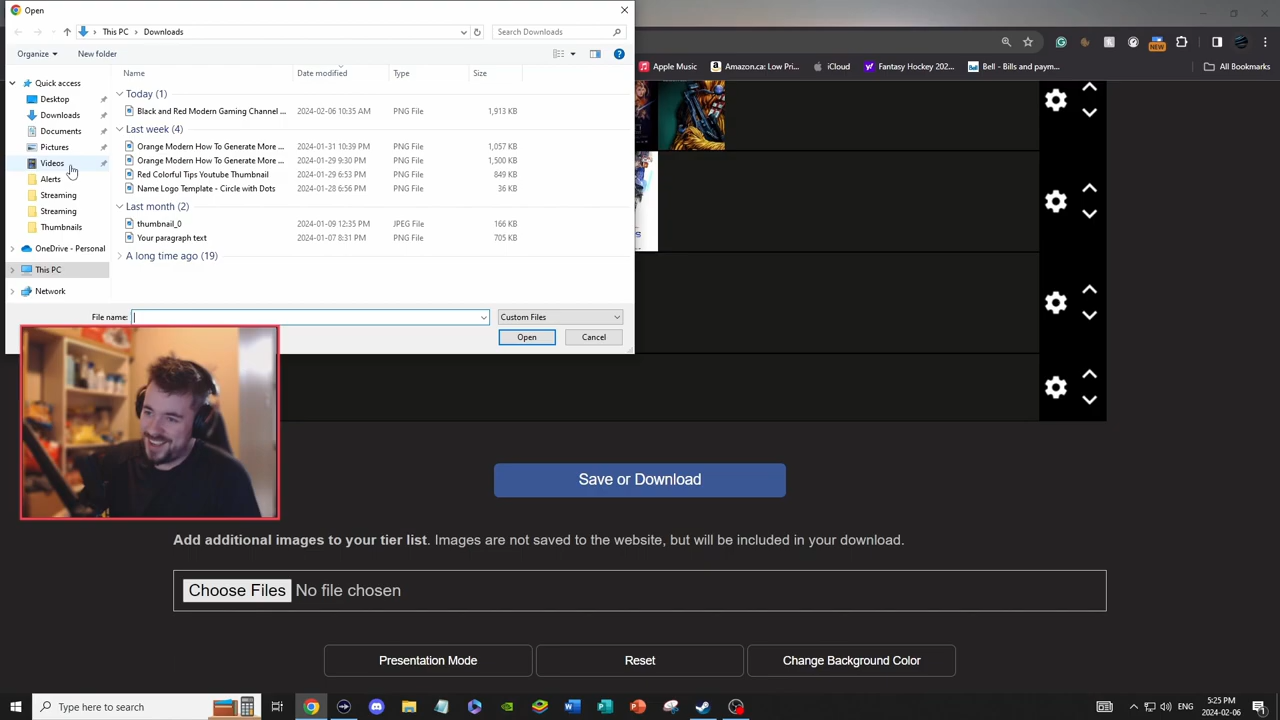 Open
This PC > Downloads
Search Downloads
Organize
New folder
Name
Date modified
Type
Size
Quick access
Desktop
Downloads
Documents
Pictures
Videos
Alerts
Streaming
Streaming
Thumbnails
OneDrive - Personal
This PC
Network
Today (1)
Black and Red Modern Gaming Channel ... 2024-02-06 10:35 AM PNG File 1,913 KB
Last week (4)
Orange Modern How To Generate More ... 2024-01-31 10:39 PM PNG File 1,057 KB
Orange Modern How To Generate More ... 2024-01-29 9:30 PM PNG File 1,500 KB
Red Colorful Tips Youtube Thumbnail 2024-01-29 6:53 PM PNG File 849 KB
Name Logo Template - Circle with Dots 2024-01-28 6:56 PM PNG File 36 KB
Last month (2)
thumbnail_0 2024-01-09 12:35 PM JPEG File 166 KB
Your paragraph text 2024-01-07 8:31 PM PNG File 705 KB
A long time ago (19)
File name:
Custom Files
Open
Cancel
NEW
Apple Music
Amazon.ca: Low Pri...
iCloud
Fantasy Hockey 202...
Bell
Bell - Bills and paym...
All Bookmarks
Save or Download
Add additional images to your tier list. Images are not saved to the website, but will be included in your download.
Choose Files No file chosen
Presentation Mode
Reset
Change Background Color
Type here to search
ENG
5:25 PM
2024-02-06